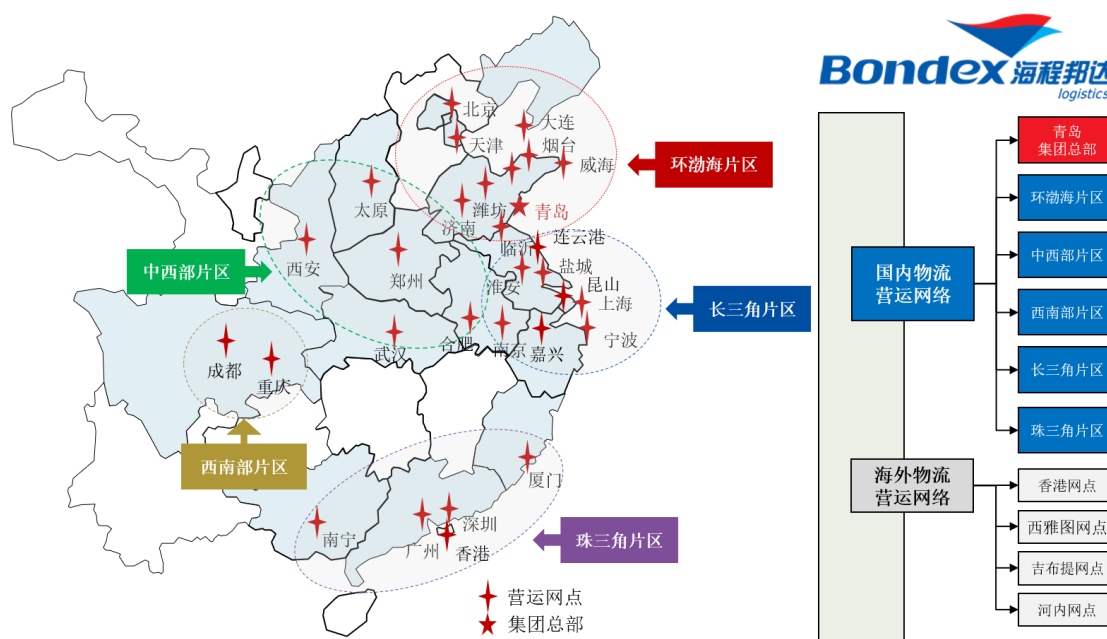 Bondex 海程邦达
logistics
北京
大连
天津
烟台
威海
环渤海片区
太原
潍坊
青岛
济南
临沂
连云港
西安
中西部片区
郑州
淮安
盐城
昆山
上海
长三角片区
宁波
武汉
合肥
南京
嘉兴
成都
重庆
西南部片区
厦门
南宁
广州
深圳
香港
珠三角片区
营运网点
集团总部
国内物流
营运网络
青岛
集团总部
环渤海片区
中西部片区
西南部片区
长三角片区
珠三角片区
海外物流
营运网络
香港网点
西雅图网点
吉布提网点
河内网点